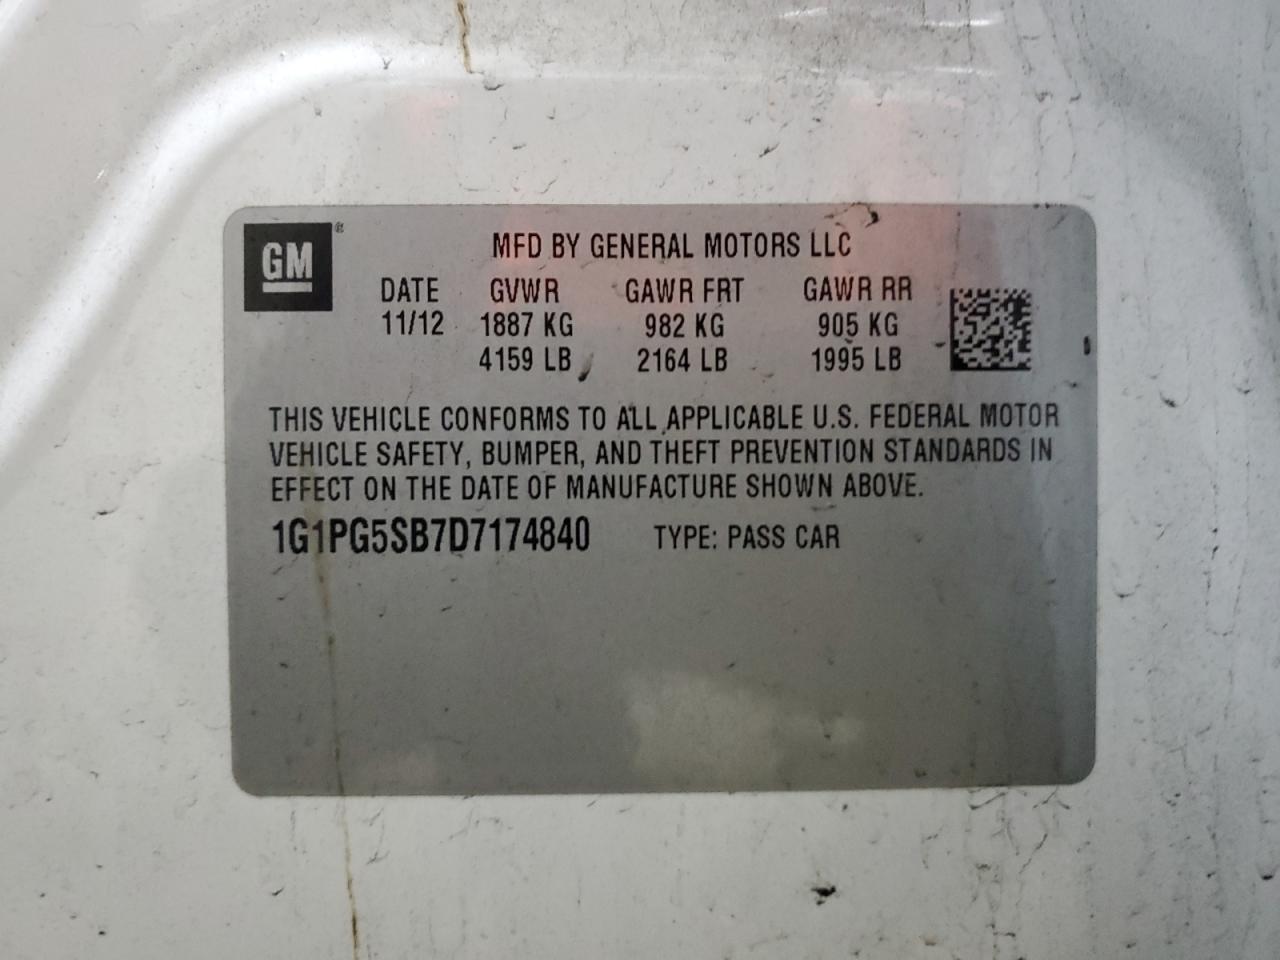 GM®
MFD BY GENERAL MOTORS LLC
DATE GVWR GAWR FRT GAWR RR
11/12 1887 KG 982 KG 905 KG
4159 LB 2164 LB 1995 LB
THIS VEHICLE CONFORMS TO ALL APPLICABLE U.S. FEDERAL MOTOR
VEHICLE SAFETY, BUMPER, AND THEFT PREVENTION STANDARDS IN
EFFECT ON THE DATE OF MANUFACTURE SHOWN ABOVE.
1G1PG5SB7D7174840 TYPE: PASS CAR